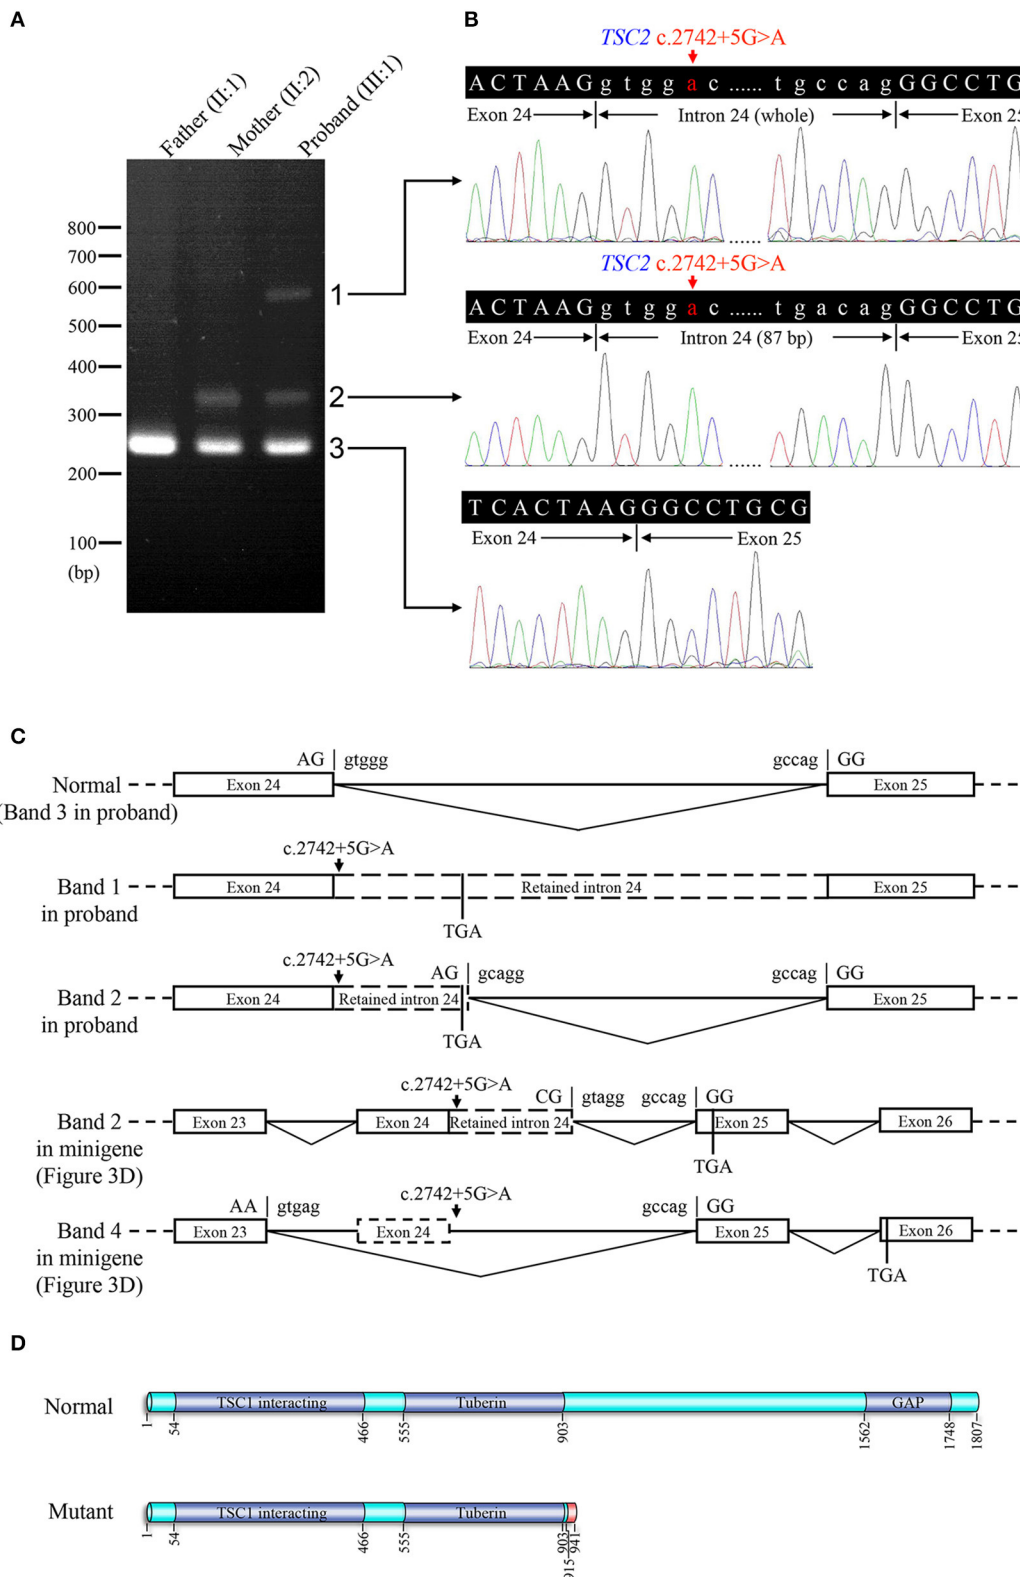 A
Father (II:1)
Mother (II:2)
Proband (III:1)
800
700
600
500
400
300
200
100
(bp)
1
2
3
B
TSC2 c.2742+5G>A
A C T A A G g t g g a c ...... t g c c a g G G C C T G
Exon 24 Intron 24 (whole) Exon 25
......
TSC2 c.2742+5G>A
A C T A A G g t g g a c ...... t g a c a g G G C C T G
Exon 24 Intron 24 (87 bp) Exon 25
......
T C A C T A A G G G C C T G C G
Exon 24 Exon 25
C
AG gtggg gccag GG
Normal Exon 24 Exon 25
(Band 3 in proband)
c.2742+5G>A
Band 1 Exon 24 Retained intron 24 Exon 25
in proband
TGA
c.2742+5G>A
AG gcagg gccag GG
Band 2 Exon 24 Retained intron 24 Exon 25
in proband
TGA
c.2742+5G>A
CG gtagg gccag GG
Band 2 Exon 23 Exon 24 Retained intron 24 Exon 25 Exon 26
in minigene
TGA
(Figure 3D)
c.2742+5G>A
AA gtgag gccag GG
Band 4 Exon 23 Exon 24 Exon 25 Exon 26
in minigene
TGA
(Figure 3D)
D
Normal TSC1 interacting Tuberin GAP
1 54 466 555 903 1562 1748 1807
Mutant TSC1 interacting Tuberin
1 54 466 555 903 915 941